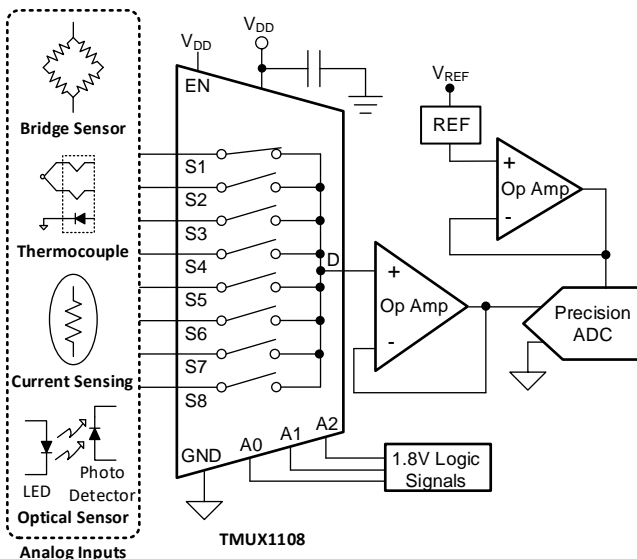 Bridge Sensor
Thermocouple
Current Sensing
LED
Photo
Detector
Optical Sensor
Analog Inputs
VDD
VDD
EN
S1
S2
S3
S4
S5
S6
S7
S8
D
GND
A0
A1
A2
TMUX1108
1.8V Logic
Signals
+
Op Amp
-
VREF
REF
+
Op Amp
-
Precision
ADC